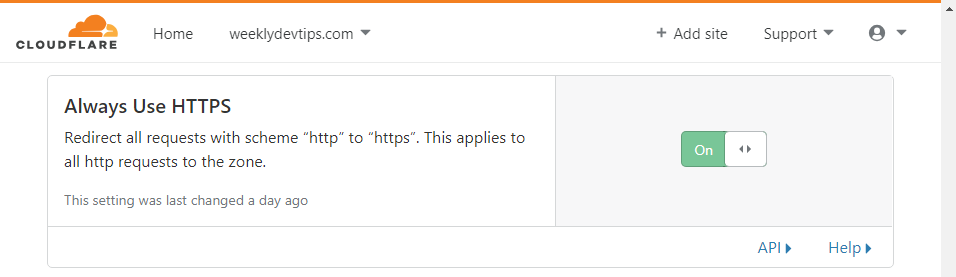 CLOUDFLARE
Home
weeklydevtips.com
+ Add site
Support
Always Use HTTPS
Redirect all requests with scheme “http” to “https”. This applies to
all http requests to the zone.
This setting was last changed a day ago
On
API
Help